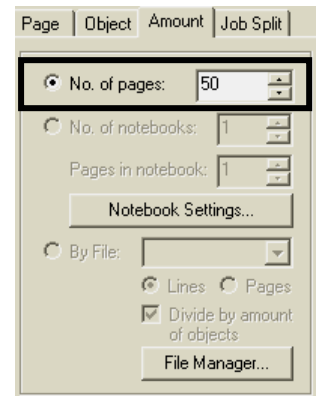 Page Object Amount Job Split
No. of pages: 50
No. of notebooks: 1
Pages in notebook: 1
Notebook Settings...
By File:
Lines Pages
Divide by amount
of objects
File Manager...